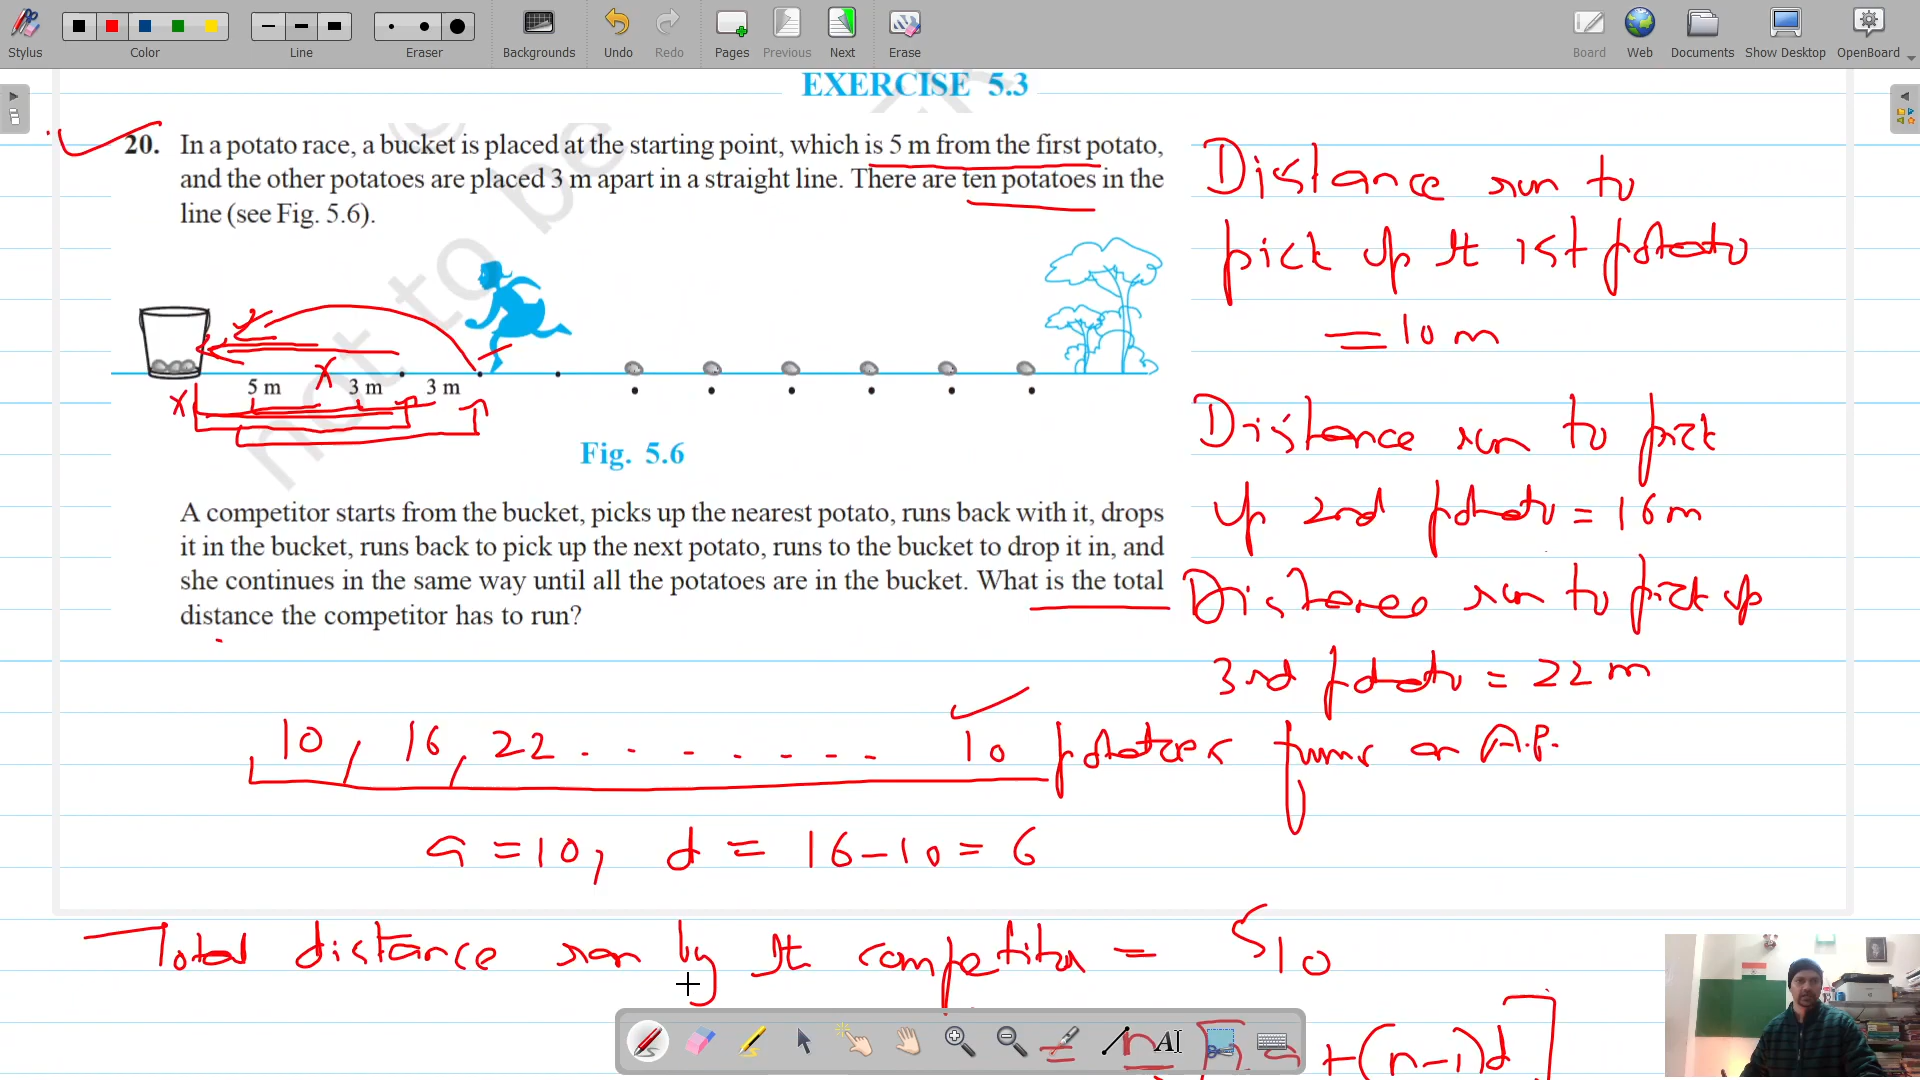 Stylus Color Line Eraser Backgrounds Undo Redo Pages Previous Next Erase Board Web Documents Show Desktop OpenBoard
EXERCISE 5.3
20. In a potato race, a bucket is placed at the starting point, which is 5 m from the first potato,
and the other potatoes are placed 3 m apart in a straight line. There are ten potatoes in the
line (see Fig. 5.6).
not to be
5 m 3 m 3 m
Fig. 5.6
A competitor starts from the bucket, picks up the nearest potato, runs back with it, drops
it in the bucket, runs back to pick up the next potato, runs to the bucket to drop it in, and
she continues in the same way until all the potatoes are in the bucket. What is the total
distance the competitor has to run?
Distance run to
pick up the 1st potato
= 10 m
Distance run to pick
up 2nd potato = 16 m
Distance run to pick up
3rd potato = 22 m
10, 16, 22 . . . . . . . . 10 potatoes forms an A.P.
a = 10, d = 16 - 10 = 6
Total distance run by the competitor = S10
+ (n-1)d]